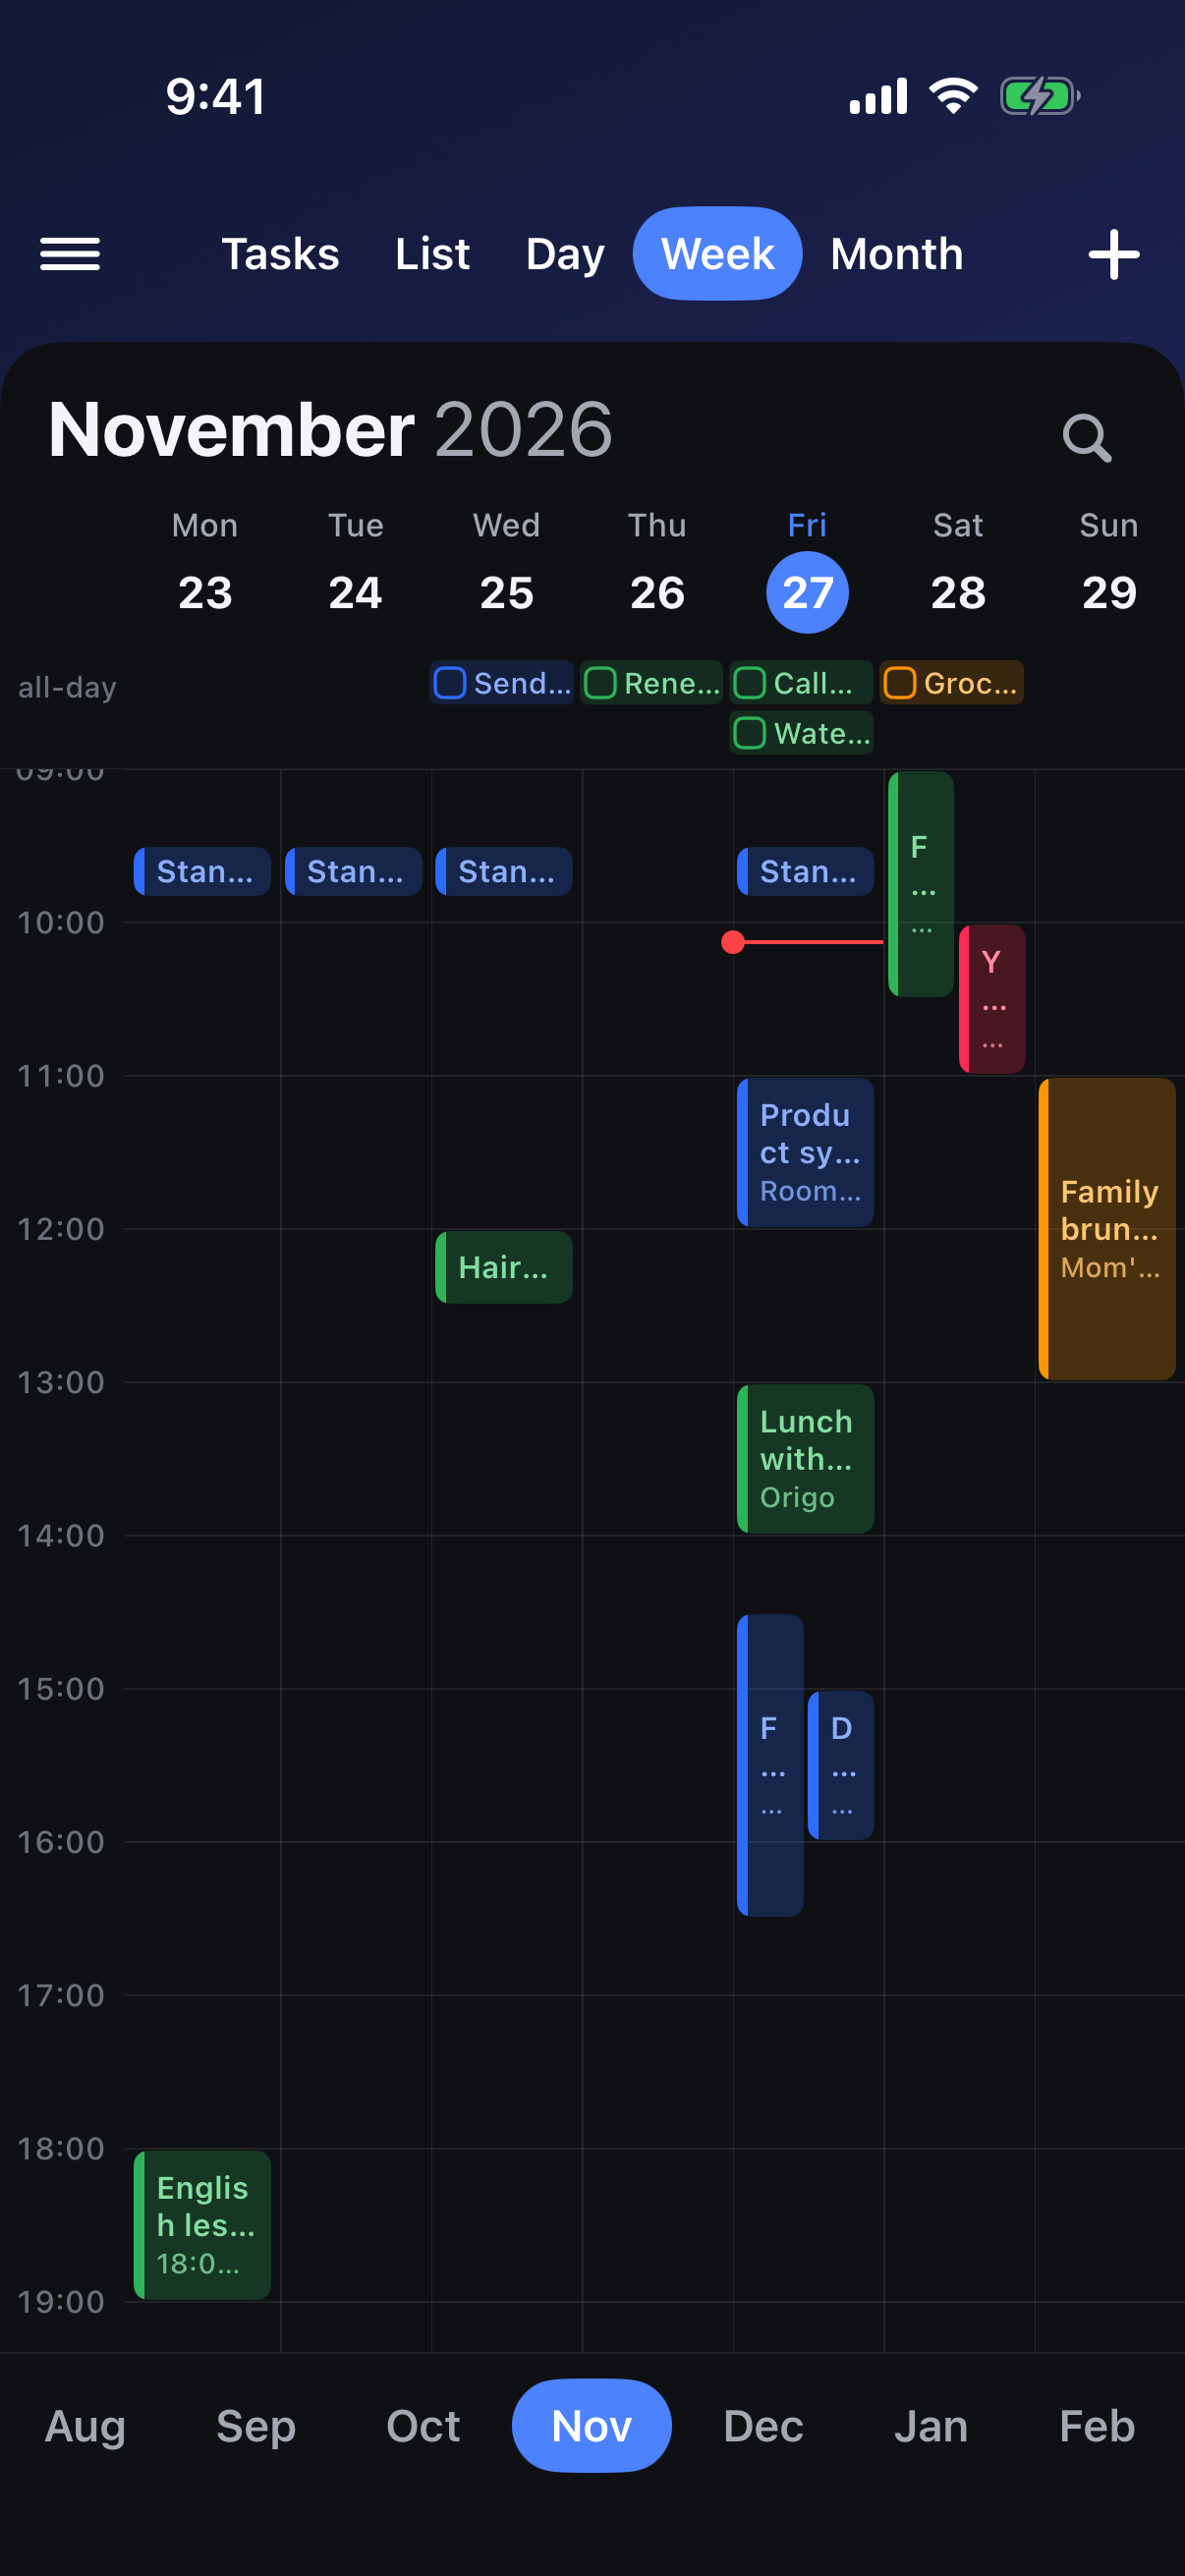 9:41
Tasks List Day Week Month
November 2026
Mon Tue Wed Thu Fri Sat Sun
23 24 25 26 27 28 29
all-day
Send... Rene... Call... Groc...
Wate...
09:00
Stan... Stan... Stan... Stan...
F
...
...
10:00
Y
...
...
11:00
Produ
ct sy...
Room...
Family
brun...
Mom'...
12:00
Hair...
13:00
Lunch
with...
Origo
14:00
15:00
F
...
...
D
...
...
16:00
17:00
18:00
Englis
h les...
18:0...
19:00
Aug Sep Oct Nov Dec Jan Feb